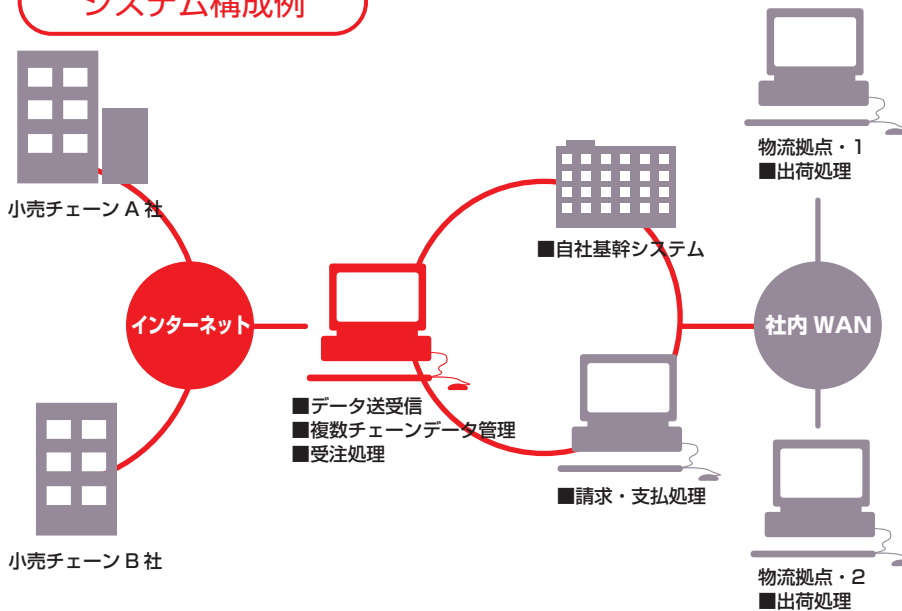 システム構成例
小売チェーン A 社
インターネット
小売チェーン B 社
■データ送受信
■複数チェーンデータ管理
■受注処理
■自社基幹システム
■請求・支払処理
物流拠点・1
■出荷処理
社内 WAN
物流拠点・2
■出荷処理